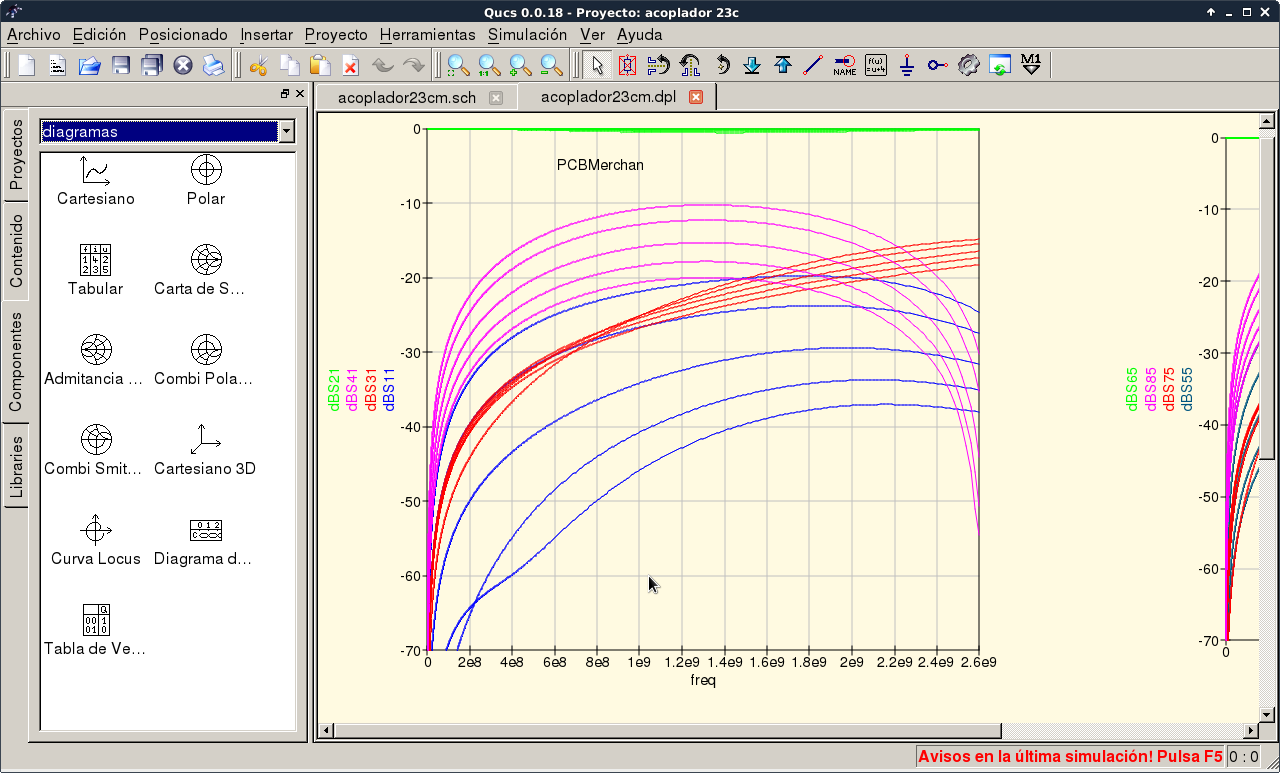 Qucs 0.0.18 - Proyecto: acoplador 23c
Archivo Edición Posicionado Insertar Proyecto Herramientas Simulación Ver Ayuda
1:1 NAME f(u) =u+i M1
acoplador23cm.sch acoplador23cm.dpl
Proyectos
Contenido
Componentes
Libraries
diagramas
Cartesiano Polar
Tabular Carta de S...
Admitancia ... Combi Pola...
Combi Smit... Cartesiano 3D
Curva Locus Diagrama d...
Tabla de Ve...
PCBMerchan
0
-10
-20
-30
-40
-50
-60
-70
dBS21
dBS41
dBS31
dBS11
0 2e8 4e8 6e8 8e8 1e9 1.2e9 1.4e9 1.6e9 1.8e9 2e9 2.2e9 2.4e9 2.6e9
freq
0
-10
-20
-30
-40
-50
-60
-70
dBS65
dBS85
dBS75
dBS55
0
Avisos en la última simulación! Pulsa F5 0 : 0